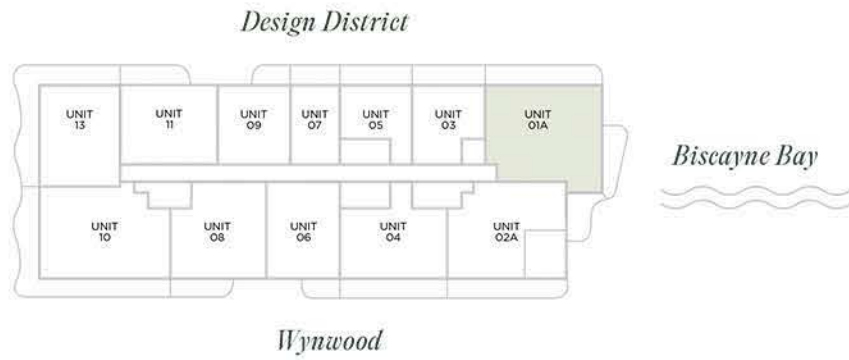 Design District
UNIT
13
UNIT
11
UNIT
09
UNIT
07
UNIT
05
UNIT
03
UNIT
01A
Biscayne Bay
UNIT
10
UNIT
08
UNIT
06
UNIT
04
UNIT
02A
Wynwood